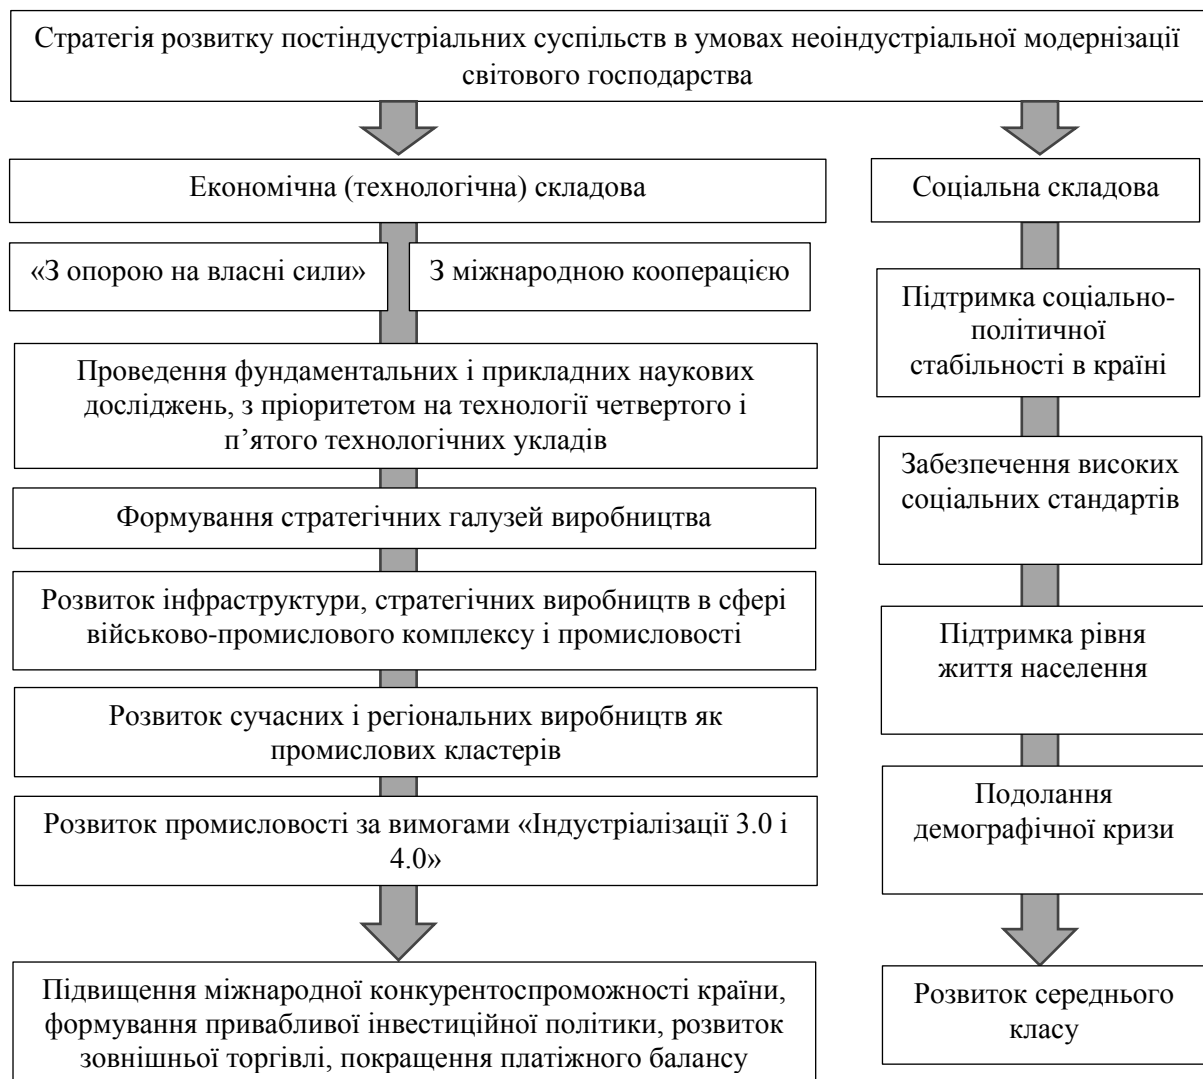 Стратегія розвитку постіндустріальних суспільств в умовах неоіндустріальної модернізації
світового господарства
Економічна (технологічна) складова
«З опорою на власні сили»
З міжнародною кооперацією
Проведення фундаментальних і прикладних наукових
досліджень, з пріоритетом на технології четвертого і
п’ятого технологічних укладів
Формування стратегічних галузей виробництва
Розвиток інфраструктури, стратегічних виробництв в сфері
військово-промислового комплексу і промисловості
Розвиток сучасних і регіональних виробництв як
промислових кластерів
Розвиток промисловості за вимогами «Індустріалізації 3.0 і
4.0»
Підвищення міжнародної конкурентоспроможності країни,
формування привабливої інвестиційної політики, розвиток
зовнішньої торгівлі, покращення платіжного балансу
Соціальна складова
Підтримка соціально-
політичної
стабільності в країні
Забезпечення високих
соціальних стандартів
Підтримка рівня
життя населення
Подолання
демографічної кризи
Розвиток середнього
класу